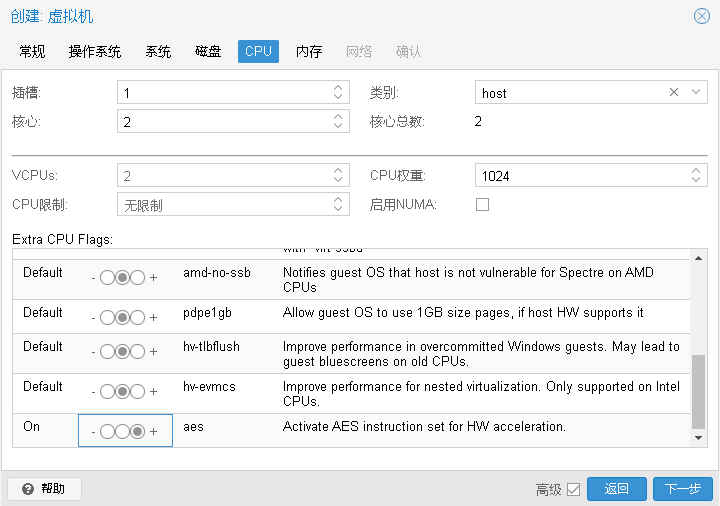 创建: 虚拟机
常规 操作系统 系统 磁盘 CPU 内存 网络 确认
插槽: 1 类别: host
核心: 2 核心总数: 2
VCPUs: 2 CPU权重: 1024
CPU限制: 无限制 启用NUMA:
Extra CPU Flags:
with "virt-ssbd"
Default - + amd-no-ssb Notifies guest OS that host is not vulnerable for Spectre on AMD
CPUs
Default - + pdpe1gb Allow guest OS to use 1GB size pages, if host HW supports it
Default - + hv-tlbflush Improve performance in overcommitted Windows guests. May lead to
guest bluescreens on old CPUs.
Default - + hv-evmcs Improve performance for nested virtualization. Only supported on Intel
CPUs.
On - + aes Activate AES instruction set for HW acceleration.
帮助 高级 返回 下一步